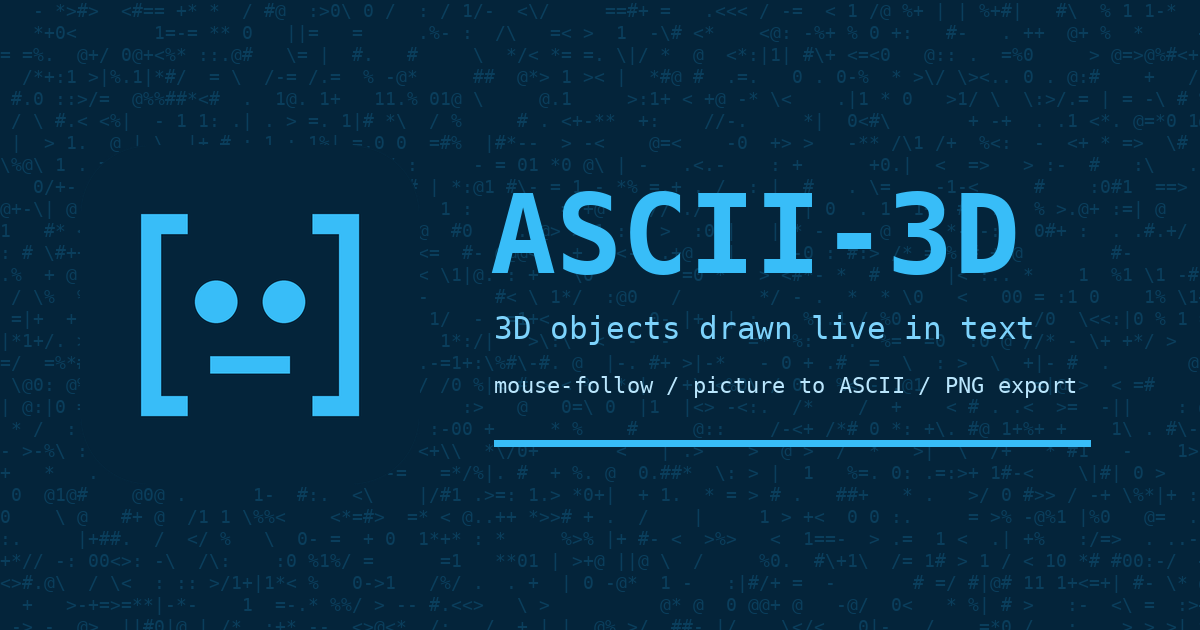 ASCII-3D
3D objects drawn live in text
mouse-follow / picture to ASCII / PNG export